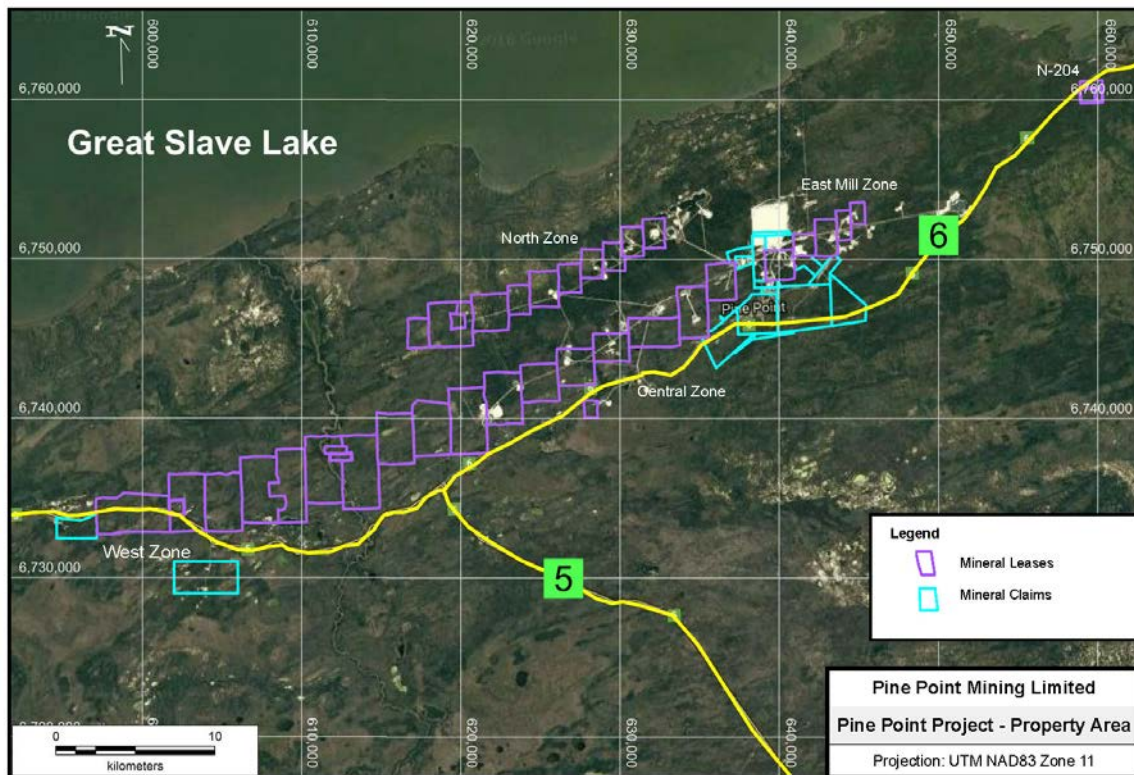 600,000
610,000
620,000
630,000
640,000
650,000
660,000
N-204
6,760,000
6,760,000
Great Slave Lake
East Mill Zone
North Zone
6
6,750,000
6,750,000
Pine Point
Central Zone
6,740,000
6,740,000
West Zone
Legend
Mineral Leases
Mineral Claims
6,730,000
5
Pine Point Mining Limited
Pine Point Project - Property Area
Projection: UTM NAD83 Zone 11
0 10
kilometers
610,000
620,000
630,000
640,000